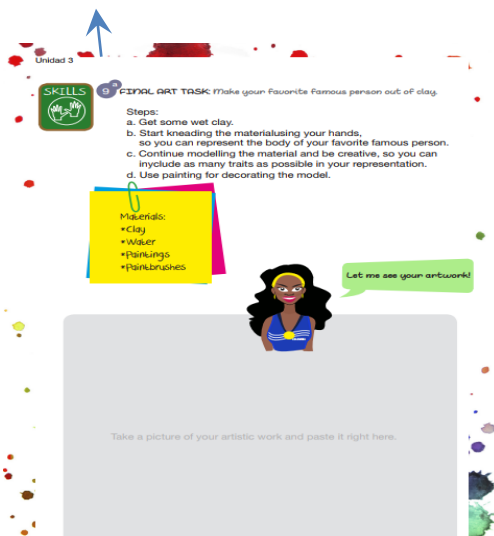 Unidad 3
SKILLS
9 a FINAL ART TASK: Make your favorite famous person out of clay.
Steps:
a. Get some wet clay.
b. Start kneading the materialusing your hands,
so you can represent the body of your favorite famous person.
c. Continue modelling the material and be creative, so you can
inyclude as many traits as possible in your representation.
d. Use painting for decorating the model.
Materials:
*Clay
*Water
*Paintings
*Paintbrushes
Let me see your artwork!
Take a picture of your artistic work and paste it right here.